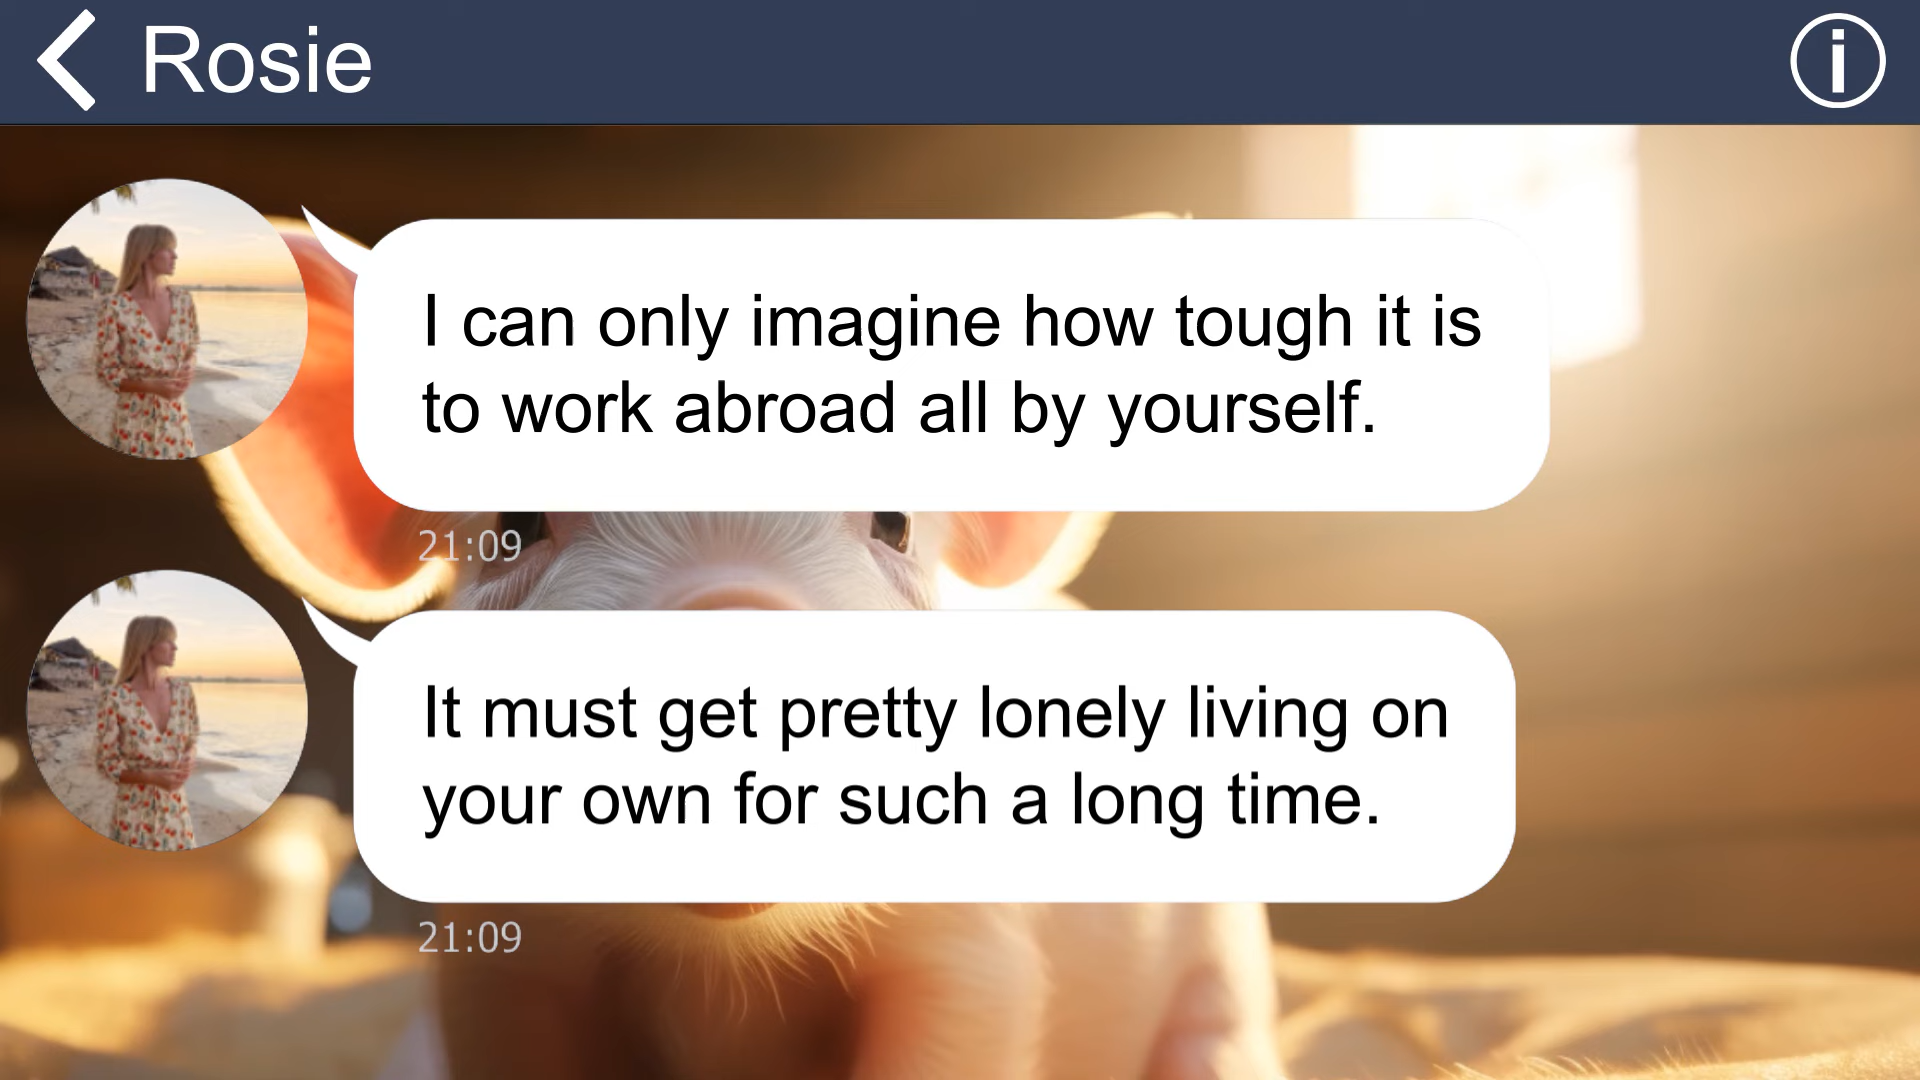 Rosie
I can only imagine how tough it is
to work abroad all by yourself.
21:09
It must get pretty lonely living on
your own for such a long time.
21:09